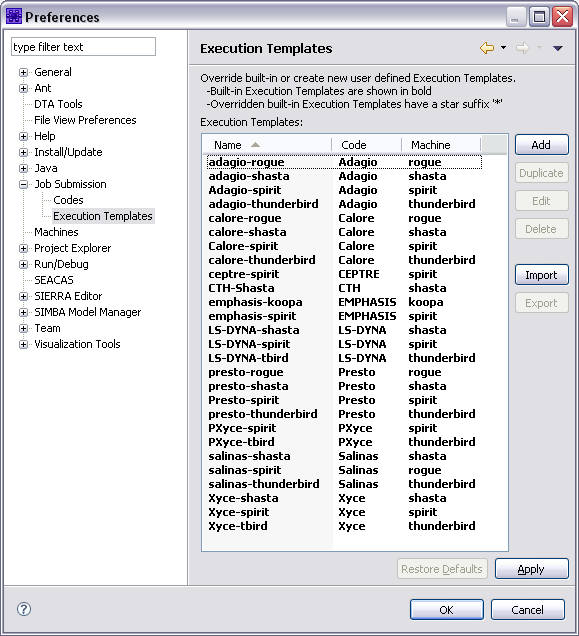 Preferences
type filter text
General
Ant
DTA Tools
File View Preferences
Help
Install/Update
Java
Job Submission
Codes
Execution Templates
Machines
Project Explorer
Run/Debug
SEACAS
SIERRA Editor
SIMBA Model Manager
Team
Visualization Tools
Execution Templates
Override built-in or create new user defined Execution Templates.
-Built-in Execution Templates are shown in bold
-Overridden built-in Execution Templates have a star suffix '*'
Execution Templates:
Name Code Machine
adagio-rogue Adagio rogue
adagio-shasta Adagio shasta
Adagio-spirit Adagio spirit
adagio-thunderbird Adagio thunderbird
calore-rogue Calore rogue
calore-shasta Calore shasta
Calore-spirit Calore spirit
calore-thunderbird Calore thunderbird
ceptre-spirit CEPTRE spirit
CTH-Shasta CTH shasta
emphasis-koopa EMPHASIS koopa
emphasis-spirit EMPHASIS spirit
LS-DYNA-shasta LS-DYNA shasta
LS-DYNA-spirit LS-DYNA spirit
LS-DYNA-tbird LS-DYNA thunderbird
presto-rogue Presto rogue
presto-shasta Presto shasta
Presto-spirit Presto spirit
presto-thunderbird Presto thunderbird
PXyce-spirit PXyce spirit
PXyce-tbird PXyce thunderbird
salinas-shasta Salinas shasta
salinas-spirit Salinas rogue
salinas-thunderbird Salinas thunderbird
Xyce-shasta Xyce shasta
Xyce-spirit Xyce spirit
Xyce-tbird Xyce thunderbird
Add
Duplicate
Edit
Delete
Import
Export
Restore Defaults
Apply
?
OK
Cancel